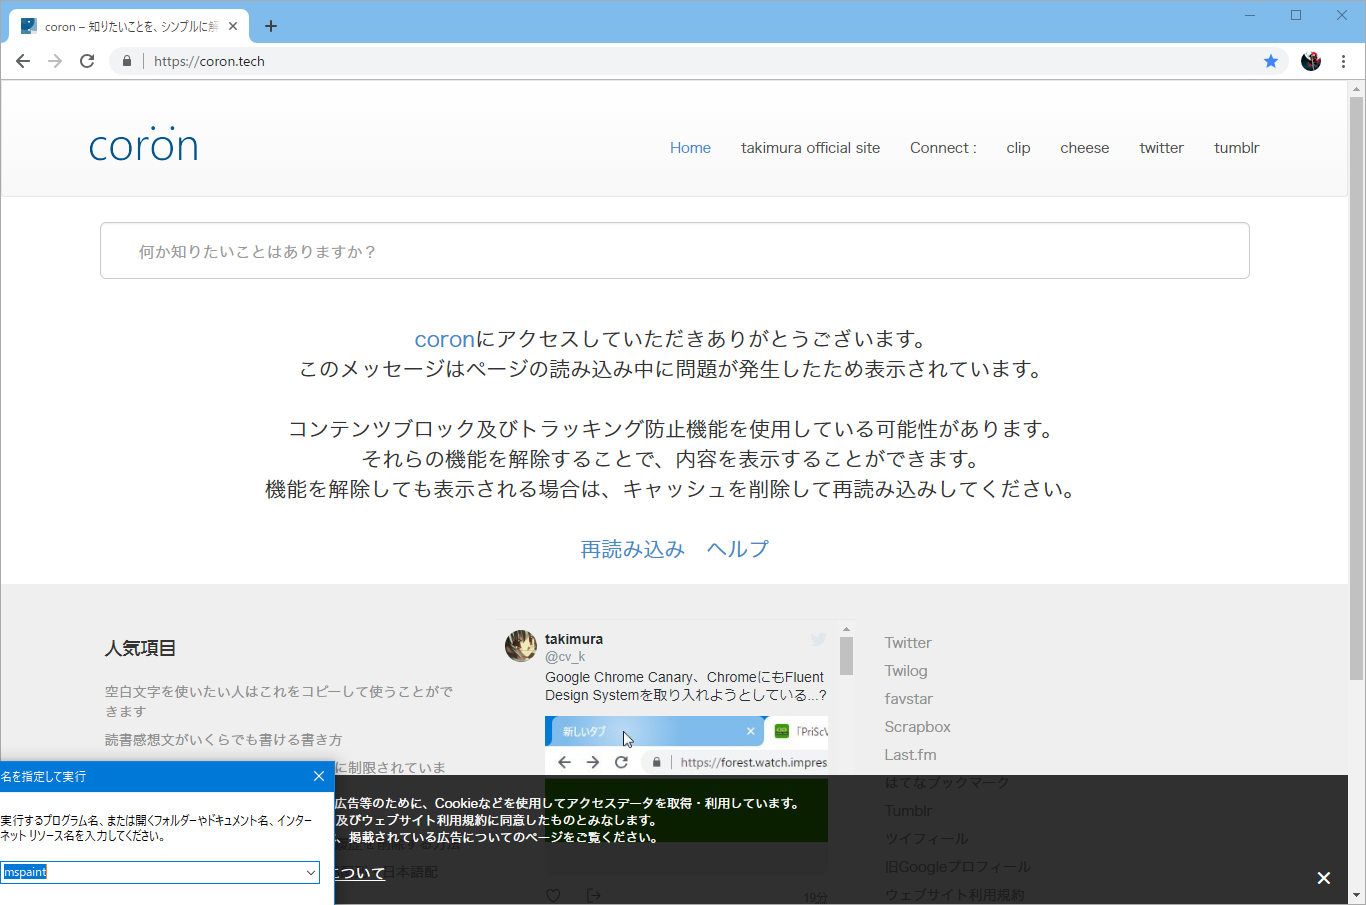 coron – 知りたいことを、シンプルに解
https://coron.tech
corön
Home takimura official site Connect : clip cheese twitter tumblr
何か知りたいことはありますか？
coronにアクセスしていただきありがとうございます。
このメッセージはページの読み込み中に問題が発生したため表示されています。
コンテンツブロック及びトラッキング防止機能を使用している可能性があります。
それらの機能を解除することで、内容を表示することができます。
機能を解除しても表示される場合は、キャッシュを削除して再読み込みしてください。
再読み込み ヘルプ
人気項目
空白文字を使いたい人はこれをコピーして使うことがで
きます
読書感想文がいくらでも書ける書き方
に制限されていま
takimura
@cv_k
Google Chrome Canary、ChromeにもFluent
Design Systemを取り入れようとしている...?
新しいタブ
「PriScV
https://forest.watch.impres
19分
Twitter
Twilog
favstar
Scrapbox
Last.fm
はてなブックマーク
Tumblr
ツイフィール
旧Googleプロフィール
ウェブサイト利用規約
広告等のために、Cookieなどを使用してアクセスデータを取得・利用しています。
及びウェブサイト利用規約に同意したものとみなします。
、掲載されている広告についてのページをご覧ください。
日本語配
について
名を指定して実行
実行するプログラム名、または開くフォルダーやドキュメント名、インター
ネット リソース名を入力してください。
mspaint